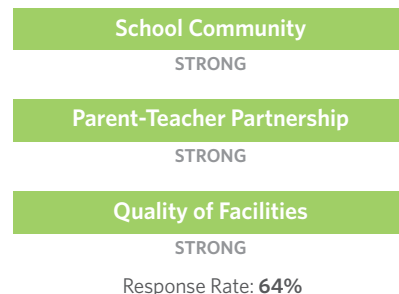 School Community
STRONG
Parent-Teacher Partnership
STRONG
Quality of Facilities
STRONG
Response Rate: 64%